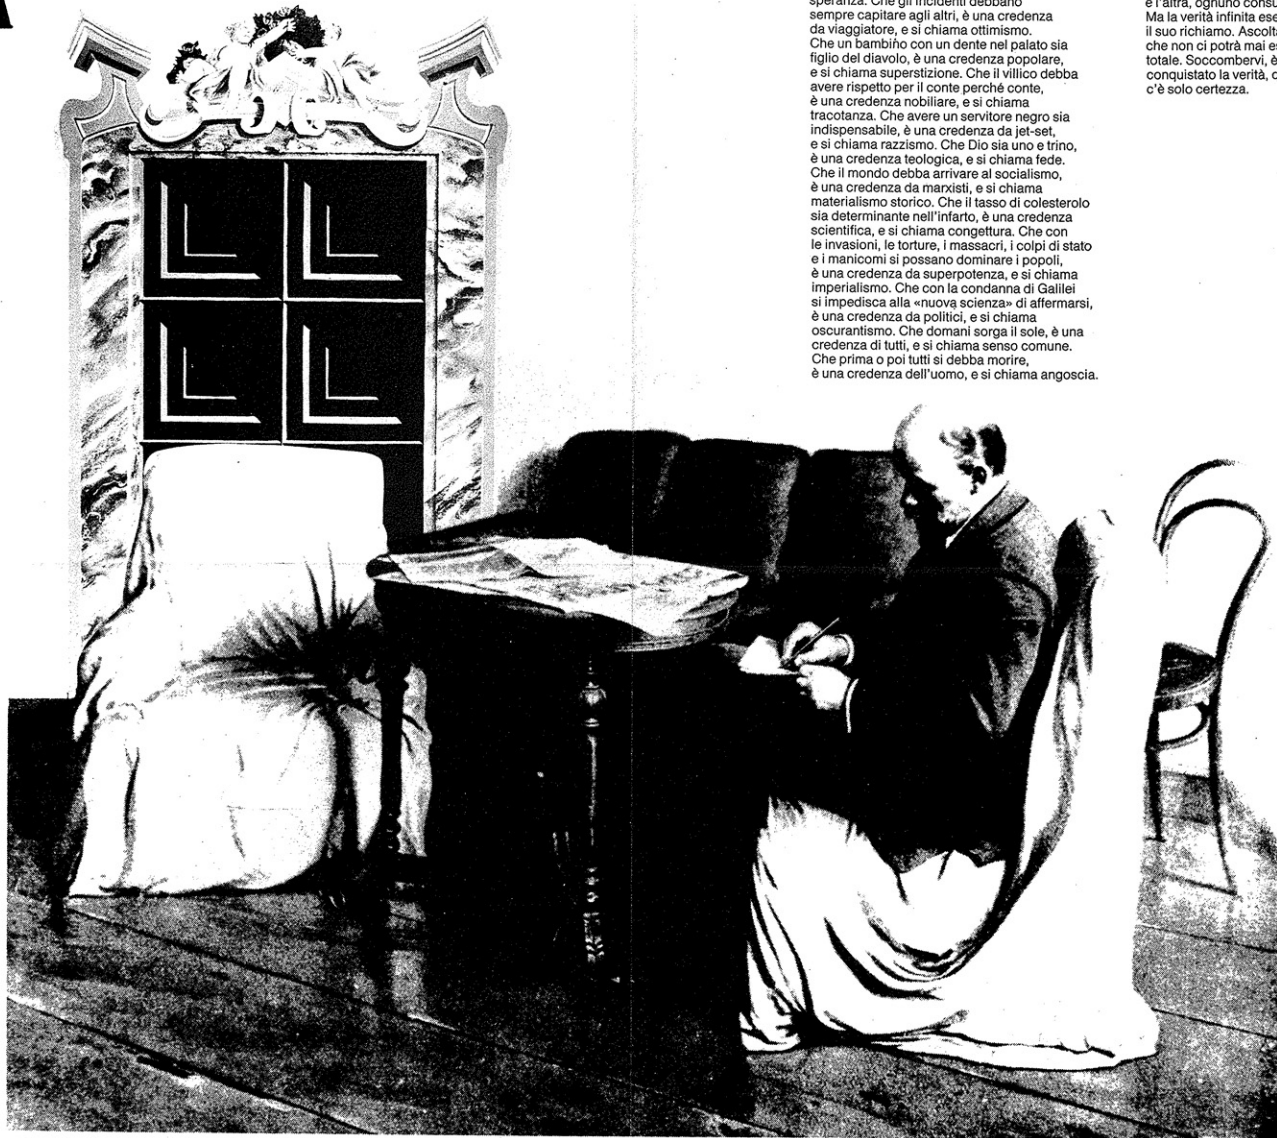 speranza. Che gli incidenti debbano
sempre capitare agli altri, è una credenza
da viaggiatore, e si chiama ottimismo.
Che un bambino con un dente nel palato sia
figlio del diavolo, è una credenza popolare,
e si chiama superstizione. Che il villico debba
avere rispetto per il conte perché conte,
è una credenza nobiliare, e si chiama
tracotanza. Che avere un servitore negro sia
indispensabile, è una credenza da jet-set,
e si chiama razzismo. Che Dio sia uno e trino,
è una credenza teologica, e si chiama fede.
Che il mondo debba arrivare al socialismo,
è una credenza da marxisti, e si chiama
materialismo storico. Che il tasso di colesterolo
sia determinante nell'infarto, è una credenza
scientifica, e si chiama congettura. Che con
le invasioni, le torture, i massacri, i colpi di stato
e i manicomi si possano dominare i popoli,
è una credenza da superpotenza, e si chiama
imperialismo. Che con la condanna di Galilei
si impedisca alla «nuova scienza» di affermarsi,
è una credenza da politici, e si chiama
oscurantismo. Che domani sorga il sole, è una
credenza di tutti, e si chiama senso comune.
Che prima o poi tutti si debba morire,
è una credenza dell'uomo, e si chiama angoscia.
e l'altra, ognuno
Ma la verità infinita
il suo richiamo.
che non ci potrà mai
totale. Soccombervi, è
conquistato la verità,
c'è solo certezza.